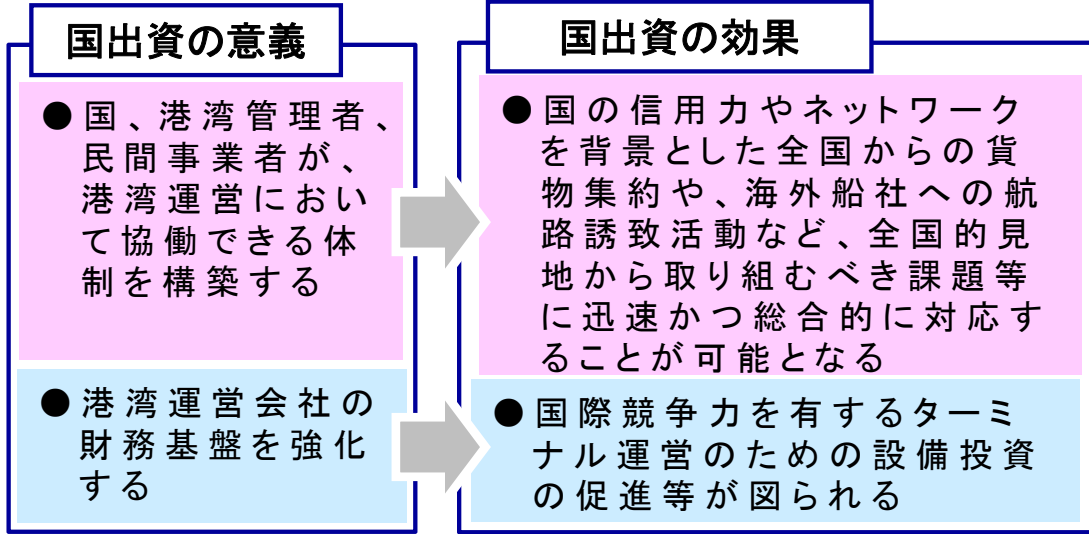 国出資の意義
●国、港湾管理者、
民間事業者が、
港湾運営におい
て協働できる体
制を構築する
●港湾運営会社の
財務基盤を強化
する
国出資の効果
●国の信用力やネットワーク
を背景とした全国からの貨
物集約や、海外船社への航
路誘致活動など、全国的見
地から取り組むべき課題等
に迅速かつ総合的に対応す
ることが可能となる
●国際競争力を有するターミ
ナル運営のための設備投資
の促進等が図られる